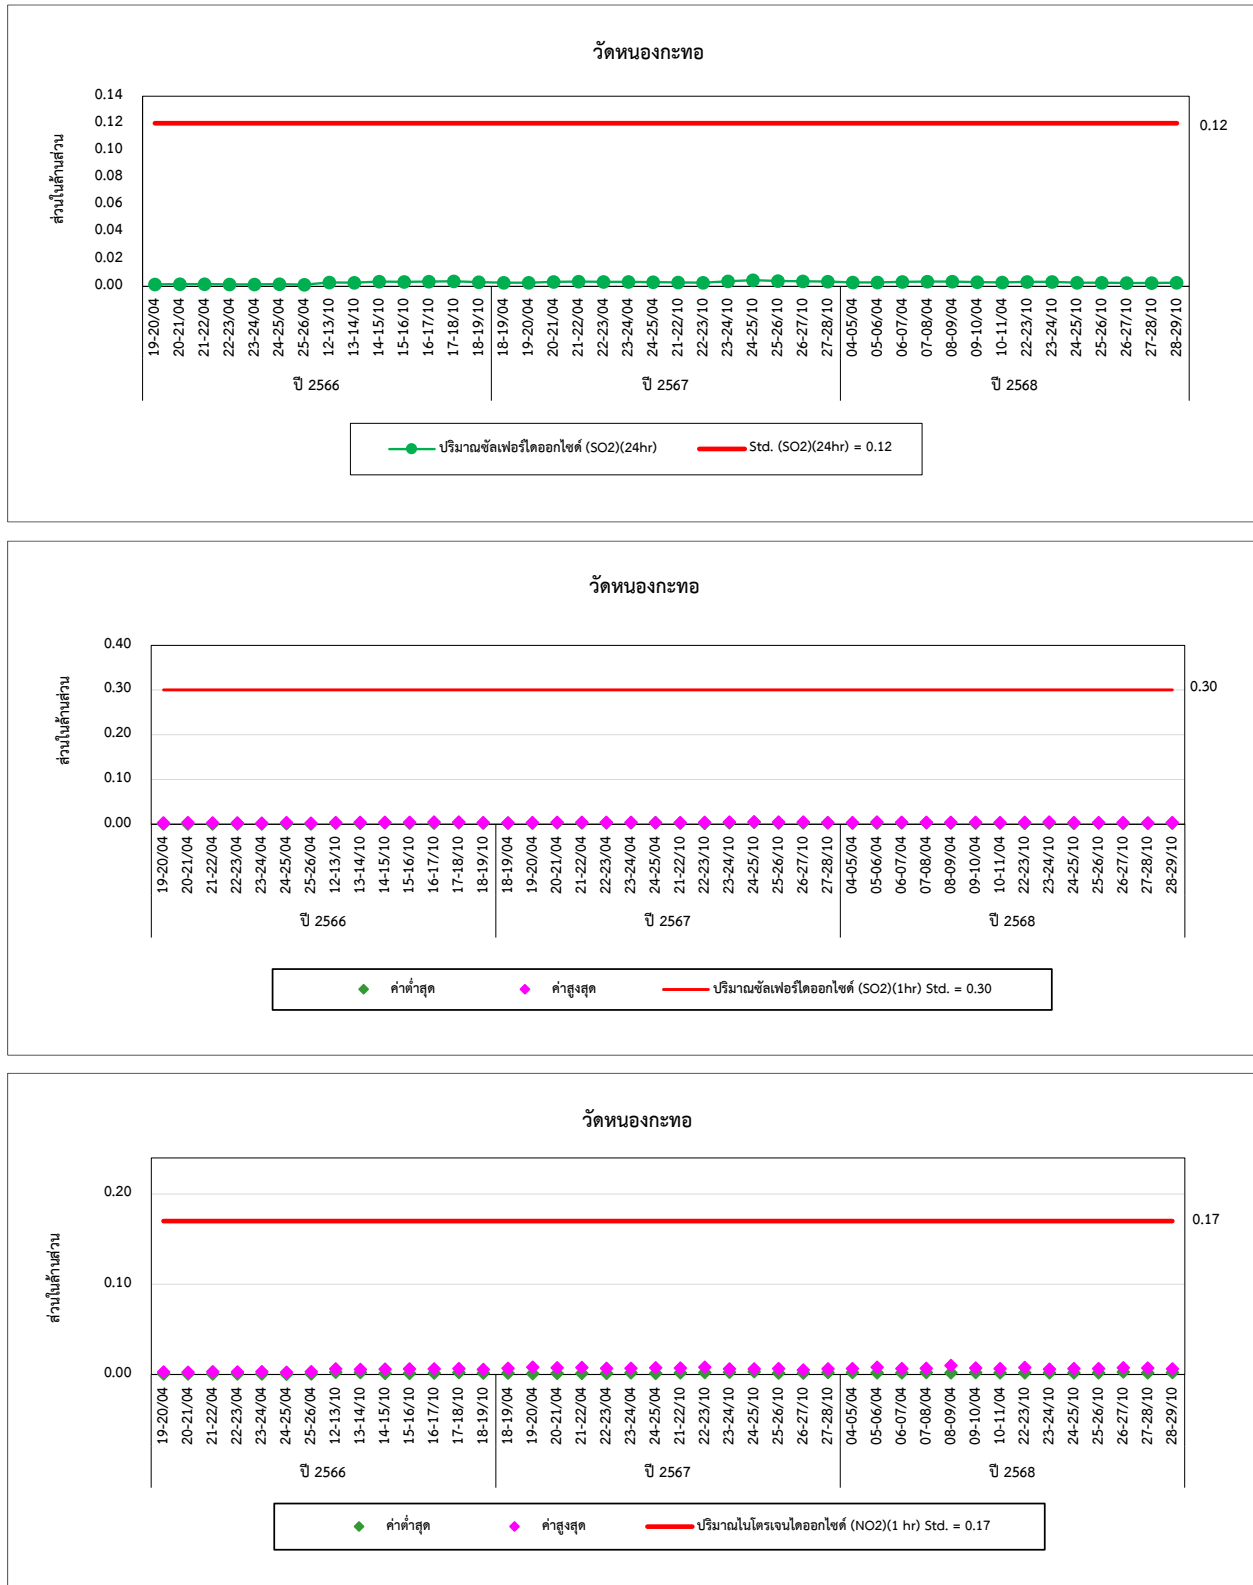 วัดหนองกะทอ
0.14
0.12
0.10
0.08
0.06
0.04
0.02
0.00
ส่วนในล้านส่วน
0.12
19-20/04 20-21/04 21-22/04 22-23/04 23-24/04 24-25/04 25-26/04 12-13/10 13-14/10 14-15/10 15-16/10 16-17/10 17-18/10 18-19/10 18-19/04 19-20/04 20-21/04 21-22/04 22-23/04 23-24/04 24-25/04 21-22/10 22-23/10 23-24/10 24-25/10 25-26/10 26-27/10 27-28/10 04-05/04 05-06/04 06-07/04 07-08/04 08-09/04 09-10/04 10-11/04 22-23/10 23-24/10 24-25/10 25-26/10 26-27/10 27-28/10 28-29/10
ปี 2566 ปี 2567 ปี 2568
ปริมาณซัลเฟอร์ไดออกไซด์ (SO2)(24hr) Std. (SO2)(24hr) = 0.12
วัดหนองกะทอ
0.40
0.30
0.20
0.10
0.00
ส่วนในล้านส่วน
0.30
19-20/04 20-21/04 21-22/04 22-23/04 23-24/04 24-25/04 25-26/04 12-13/10 13-14/10 14-15/10 15-16/10 16-17/10 17-18/10 18-19/10 18-19/04 19-20/04 20-21/04 21-22/04 22-23/04 23-24/04 24-25/04 21-22/10 22-23/10 23-24/10 24-25/10 25-26/10 26-27/10 27-28/10 04-05/04 05-06/04 06-07/04 07-08/04 08-09/04 09-10/04 10-11/04 22-23/10 23-24/10 24-25/10 25-26/10 26-27/10 27-28/10 28-29/10
ปี 2566 ปี 2567 ปี 2568
ค่าต่ำสุด ค่าสูงสุด ปริมาณซัลเฟอร์ไดออกไซด์ (SO2)(1hr) Std. = 0.30
วัดหนองกะทอ
0.20
0.10
0.00
ส่วนในล้านส่วน
0.17
19-20/04 20-21/04 21-22/04 22-23/04 23-24/04 24-25/04 25-26/04 12-13/10 13-14/10 14-15/10 15-16/10 16-17/10 17-18/10 18-19/10 18-19/04 19-20/04 20-21/04 21-22/04 22-23/04 23-24/04 24-25/04 21-22/10 22-23/10 23-24/10 24-25/10 25-26/10 26-27/10 27-28/10 04-05/04 05-06/04 06-07/04 07-08/04 08-09/04 09-10/04 10-11/04 22-23/10 23-24/10 24-25/10 25-26/10 26-27/10 27-28/10 28-29/10
ปี 2566 ปี 2567 ปี 2568
ค่าต่ำสุด ค่าสูงสุด ปริมาณไนโตรเจนไดออกไซด์ (NO2)(1 hr) Std. = 0.17